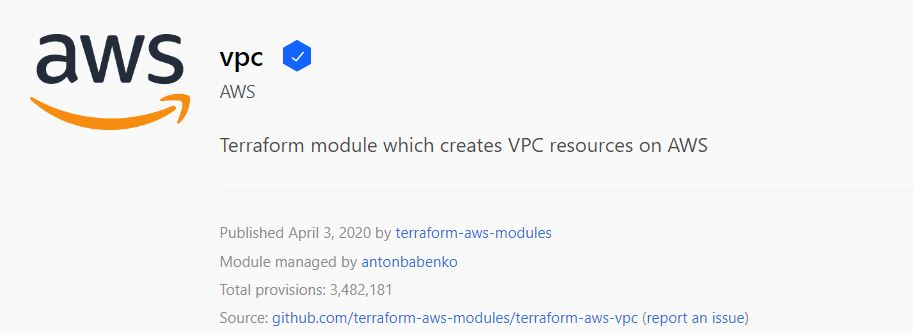 aws
vpc
AWS
Terraform module which creates VPC resources on AWS
Published April 3, 2020 by terraform-aws-modules
Module managed by antonbabenko
Total provisions: 3,482,181
Source: github.com/terraform-aws-modules/terraform-aws-vpc (report an issue)